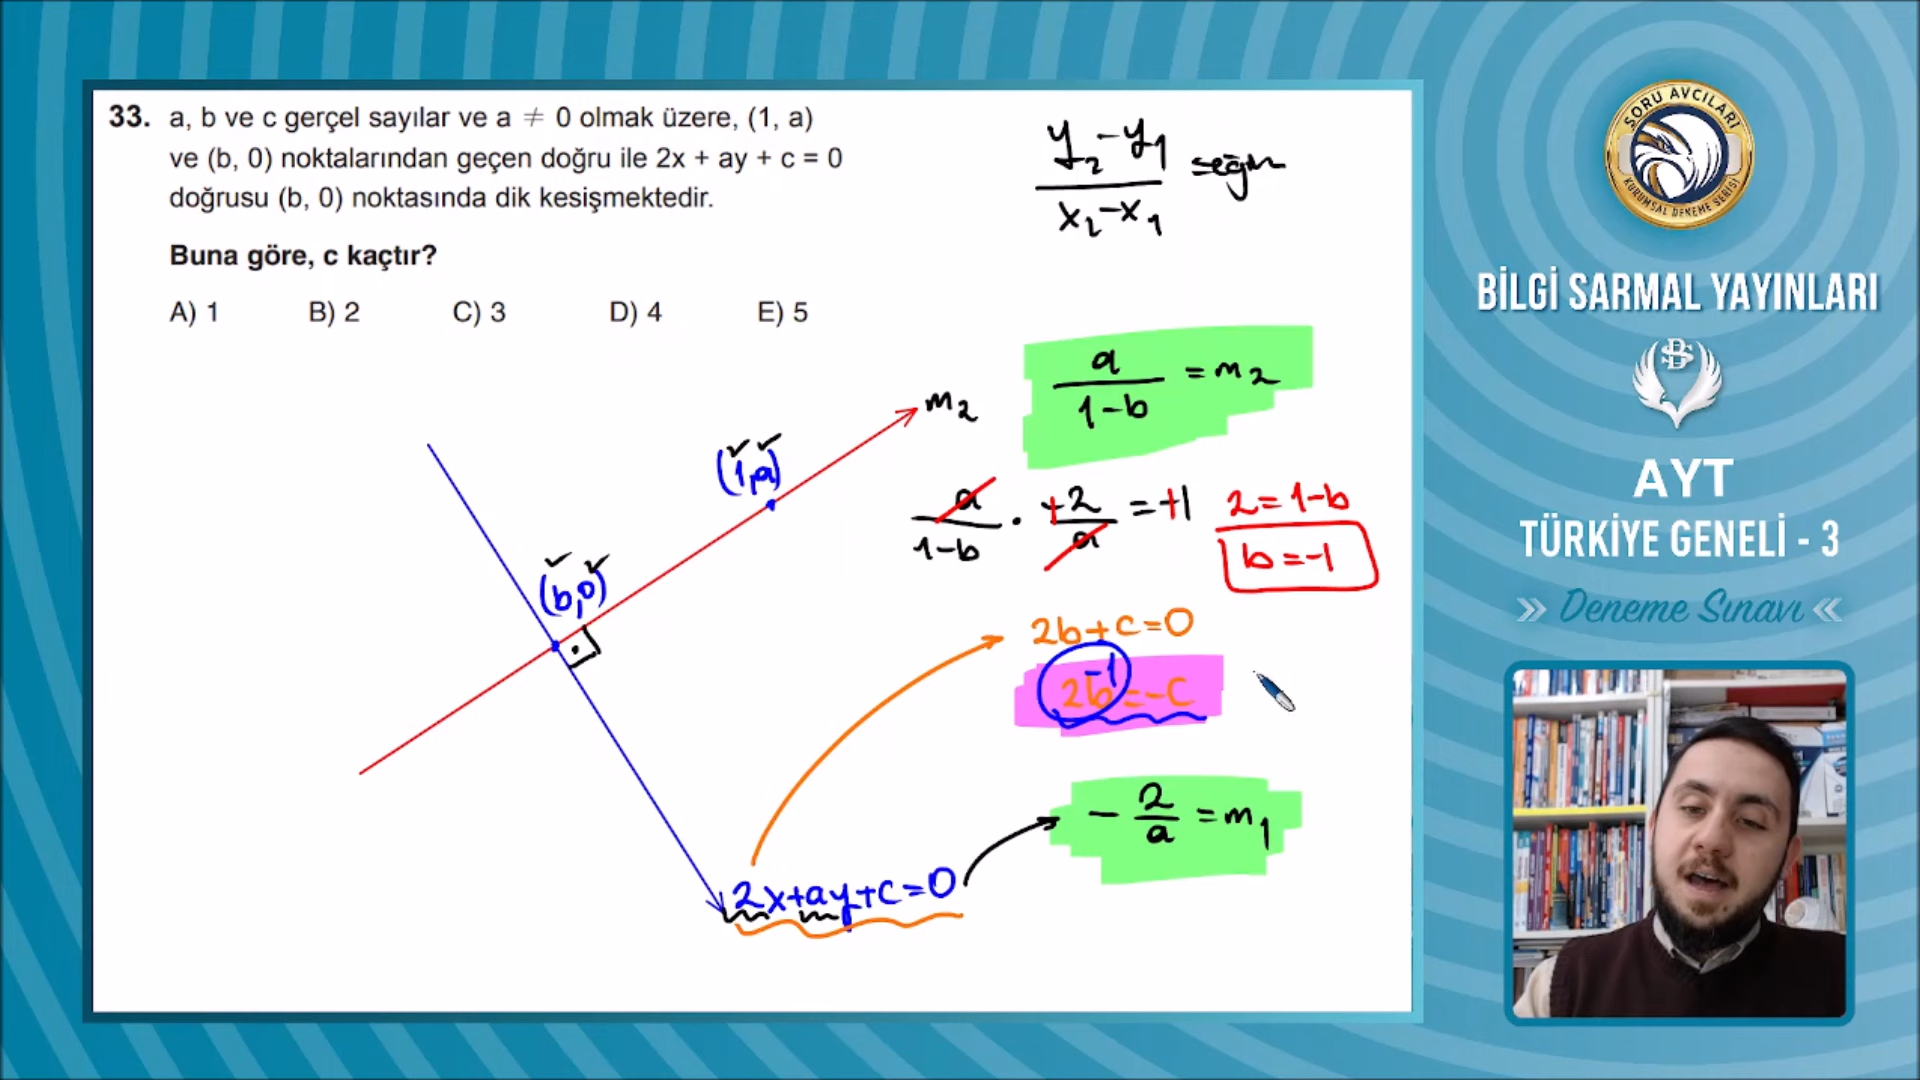 33. a, b ve c gerçel sayılar ve a ≠ 0 olmak üzere, (1, a)
ve (b, 0) noktalarından geçen doğru ile 2x + ay + c = 0
doğrusu (b, 0) noktasında dik kesişmektedir.
Buna göre, c kaçtır?
A) 1 B) 2 C) 3 D) 4 E) 5
y₂-y₁
x₂-x₁
a
1-b
= m₂
m₂
(1,a)
(b,0)
a/1-b · +2/a = +1
2=1-b
b=-1
2b+c=0
-1
2b=-c
- 2/a = m₁
2x+ay+c=0
SORU AVCILARI
KURUMSAL DENEME SERİSİ
BİLGİ SARMAL YAYINLARI
BS
AYT
TÜRKİYE GENELİ - 3
Deneme Sınavı